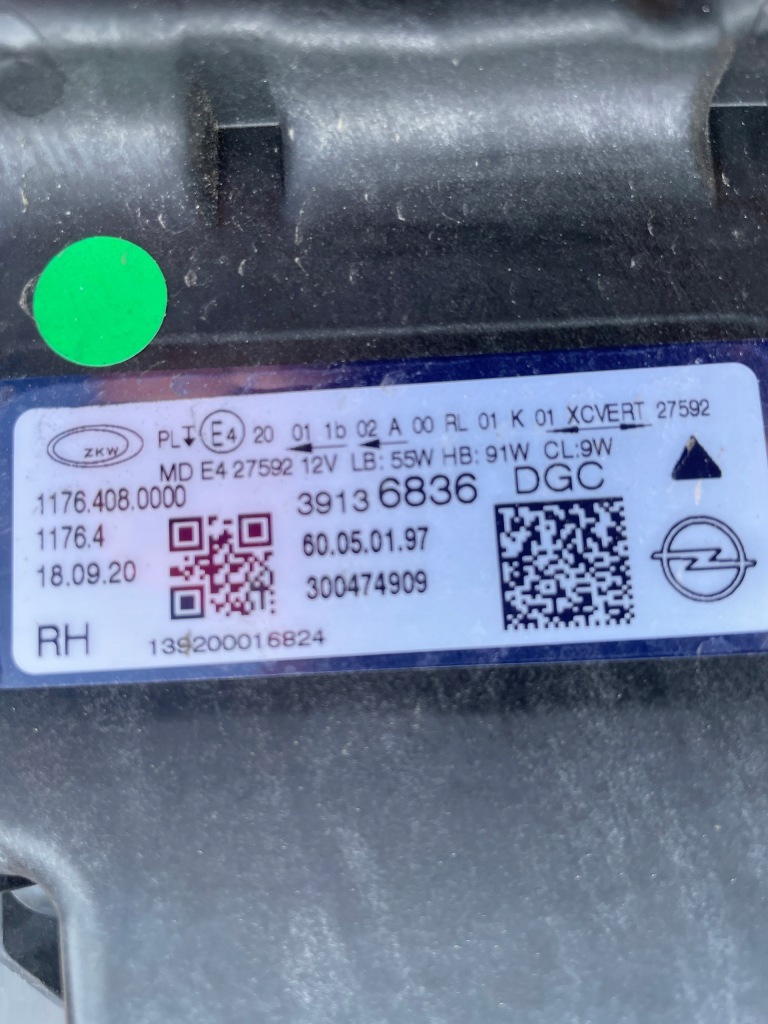 ZKW PL E4 20 01 1b 02 A 00 RL 01 K 01 XCVERT 27592
MD E4 27592 12V LB: 55W HB: 91W CL:9W
1176.408.0000 3913 6836 DGC
1176.4 60.05.01.97
18.09.20 300474909
RH 139200016824